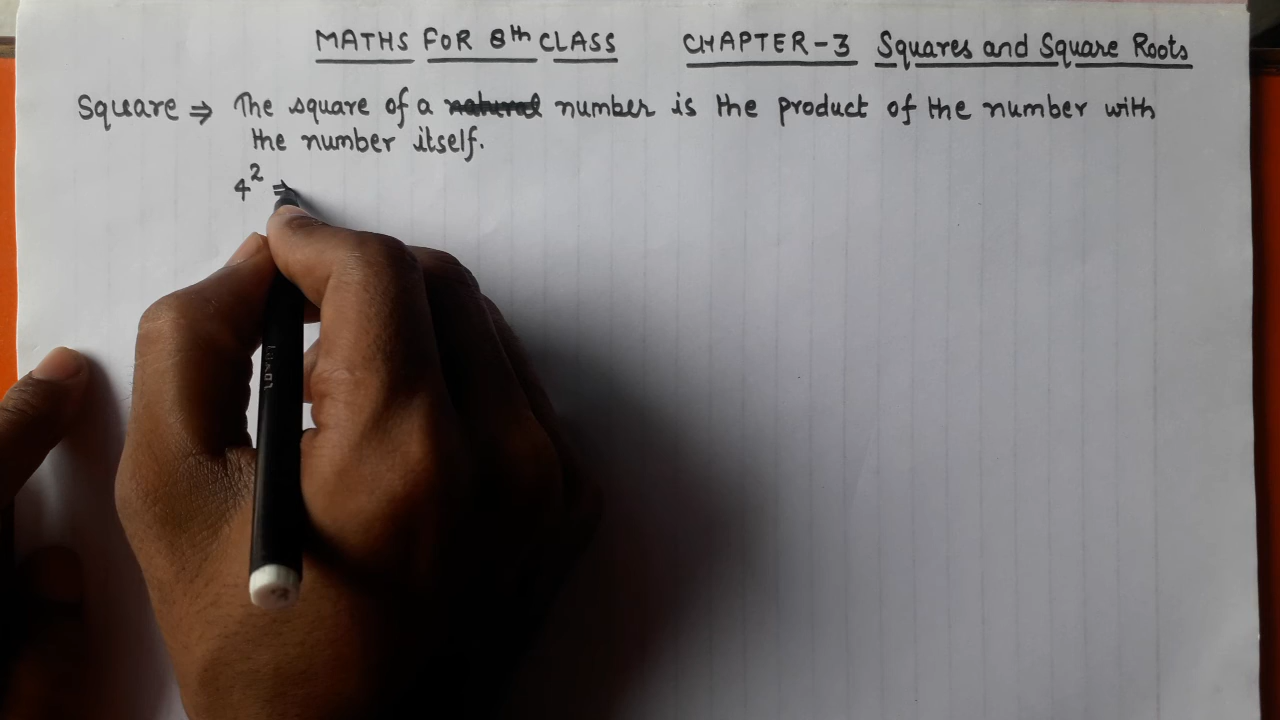 MATHS FOR 8th CLASS CHAPTER-3 Squares and Square Roots
Square ⇒ The square of a natural number is the product of the number with
the number itself.
4² ⇒